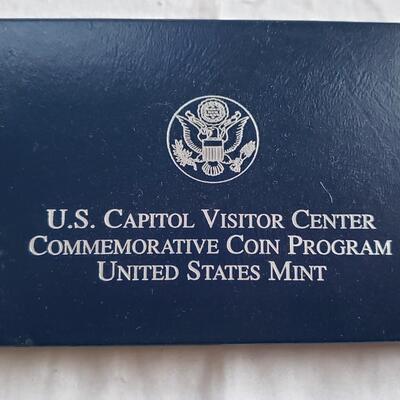 U.S. Capitol Visitor Center
Commemorative Coin Program
United States Mint